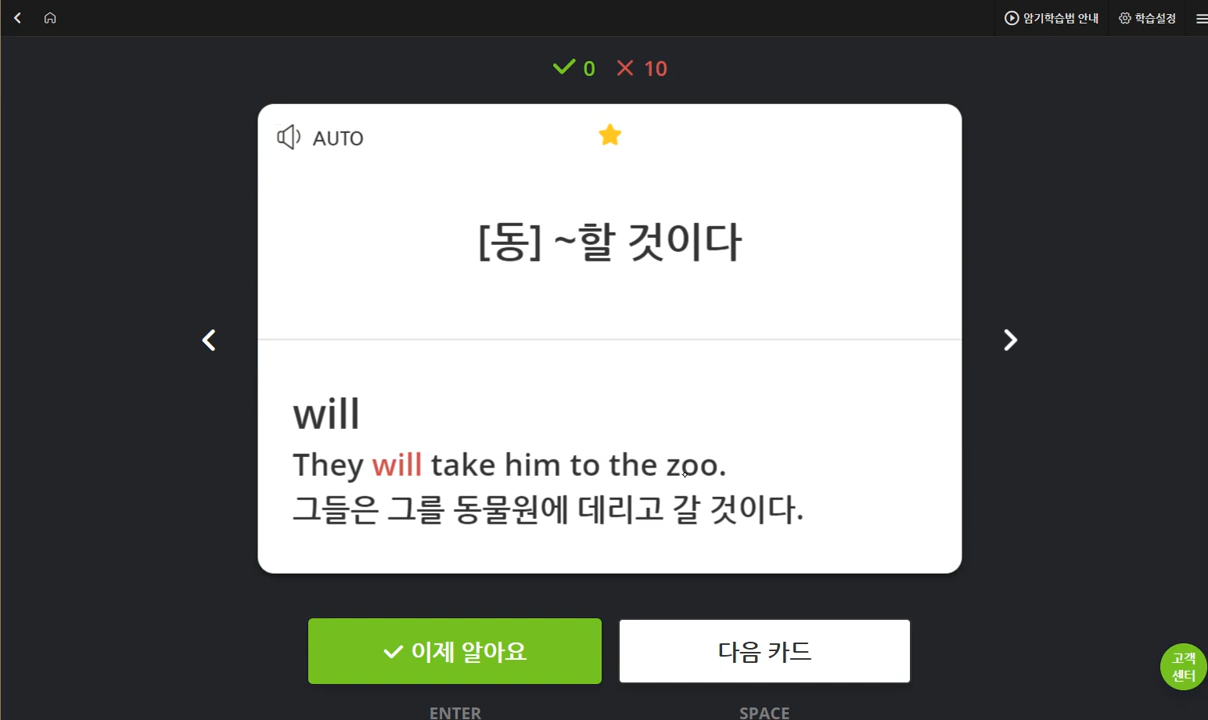 암기학습법 안내
학습설정
0
10
AUTO
[동] ~할 것이다
will
They will take him to the zoo.
그들은 그를 동물원에 데리고 갈 것이다.
이제 알아요
다음 카드
ENTER
SPACE
고객
센터